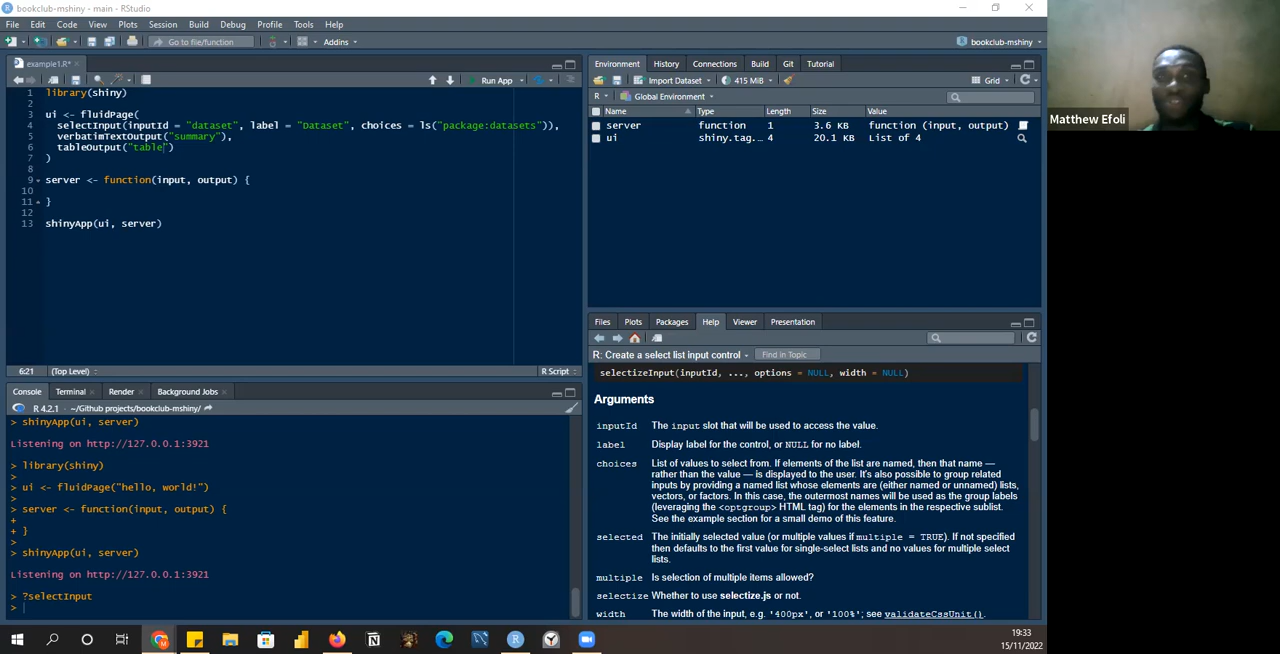 bookclub-mshiny - main - RStudio
File Edit Code View Plots Session Build Debug Profile Tools Help
Go to file/function Addins bookclub-mshiny
example1.R*
Run App
1 library(shiny)
2
3 ui <- fluidPage(
4 selectInput(inputId = "dataset", label = "Dataset", choices = ls("package:datasets")),
5 verbatimTextOutput("summary"),
6 tableOutput("table")
7 )
8
9 server <- function(input, output) {
10
11 }
12
13 shinyApp(ui, server)
6:21 (Top Level) R Script
Console Terminal Render Background Jobs
R 4.2.1 · ~/Github projects/bookclub-mshiny/
> shinyApp(ui, server)
Listening on http://127.0.0.1:3921
> library(shiny)
>
> ui <- fluidPage("hello, world!")
>
> server <- function(input, output) {
+
+ }
>
> shinyApp(ui, server)
Listening on http://127.0.0.1:3921
> ?selectInput
>
Environment History Connections Build Git Tutorial
Import Dataset 415 MiB Grid
R Global Environment
Name Type Length Size Value
server function 1 3.6 KB function (input, output)
ui shiny.tag.… 4 20.1 KB List of 4
Files Plots Packages Help Viewer Presentation
R: Create a select list input control Find in Topic
selectizeInput(inputId, ..., options = NULL, width = NULL)
Arguments
inputId The input slot that will be used to access the value.
label Display label for the control, or NULL for no label.
choices List of values to select from. If elements of the list are named, then that name —
rather than the value — is displayed to the user. It's also possible to group related
inputs by providing a named list whose elements are (either named or unnamed) lists,
vectors, or factors. In this case, the outermost names will be used as the group labels
(leveraging the <optgroup> HTML tag) for the elements in the respective sublist.
See the example section for a small demo of this feature.
selected The initially selected value (or multiple values if multiple = TRUE). If not specified
then defaults to the first value for single-select lists and no values for multiple select
lists.
multiple Is selection of multiple items allowed?
selectize Whether to use selectize.js or not.
width The width of the input, e.g. '400px', or '100%'; see validateCssUnit().
Matthew Efoli
19:33
15/11/2022